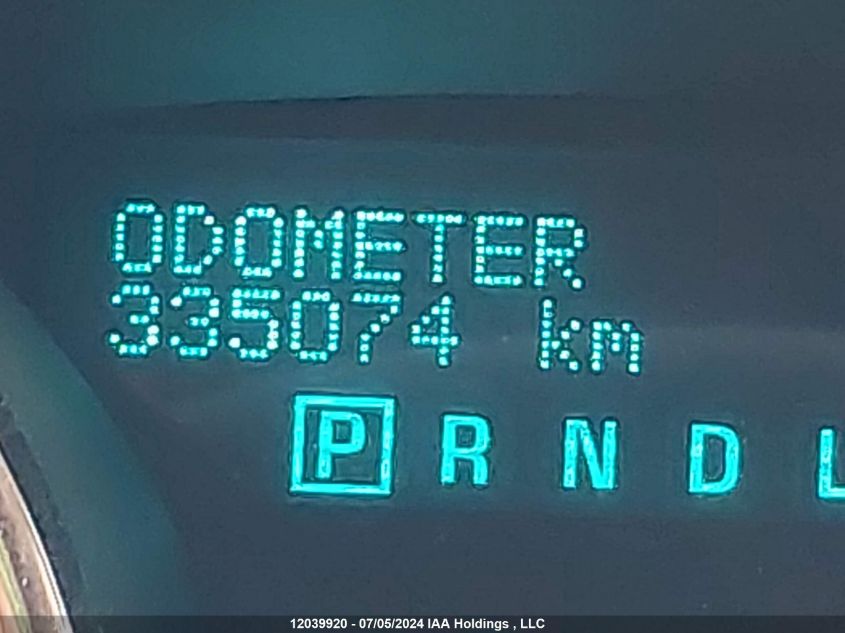 ODOMETER
335074 km
P R N D L
12039920 - 07/05/2024 IAA Holdings , LLC